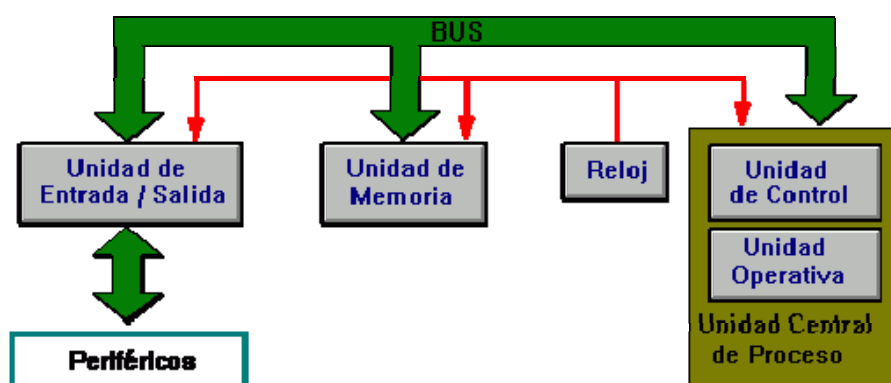 BUS
Unidad de
Entrada / Salida
Unidad de
Memoria
Reloj
Unidad
de Control
Unidad
Operativa
Unidad Central
de Proceso
Periféricos